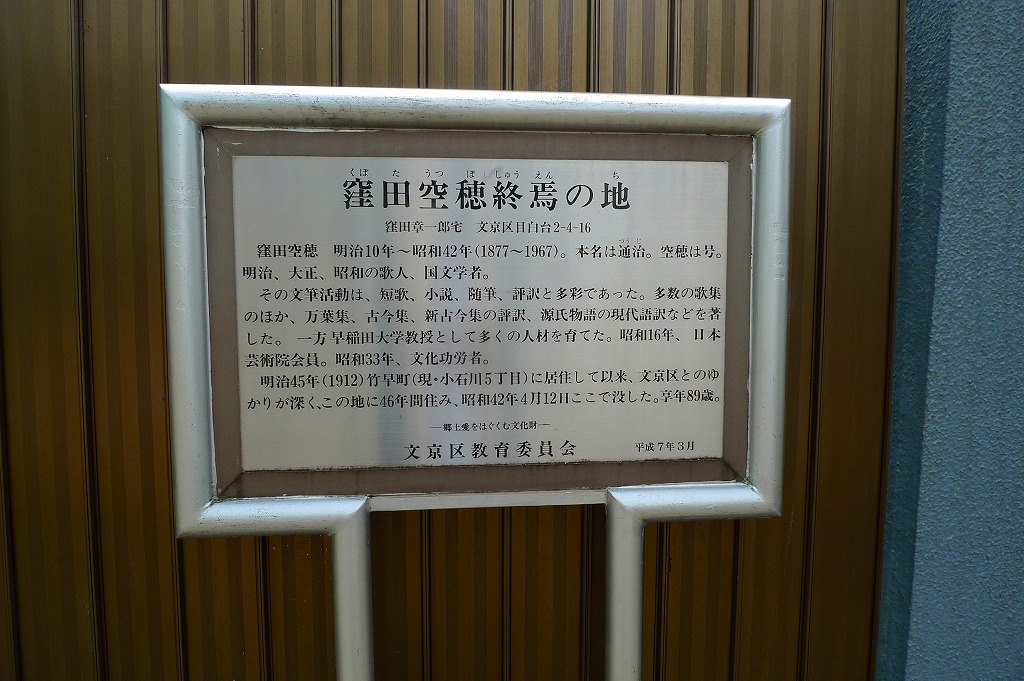 くぼ た うつ ぼ しゅう えん ち
窪田空穂終焉の地
窪田章一郎宅 文京区目白台2-4-16
つうじ
窪田空穂 明治10年～昭和42年(1877～1967)。本名は通治。空穂は号。
明治、大正、昭和の歌人、国文学者。
その文筆活動は、短歌、小説、随筆、評訳と多彩であった。多数の歌集
のほか、万葉集、古今集、新古今集の評訳、源氏物語の現代語訳などを著
した。 一方早稲田大学教授として多くの人材を育てた。昭和16年、日本
芸術院会員。昭和33年、文化功労者。
明治45年(1912)竹早町(現・小石川5丁目)に居住して以来、文京区とのゆ
かりが深く、この地に46年間住み、昭和42年4月12日ここで没した。享年89歳。
―郷土愛をはぐくむ文化財―
文京区教育委員会 平成7年3月